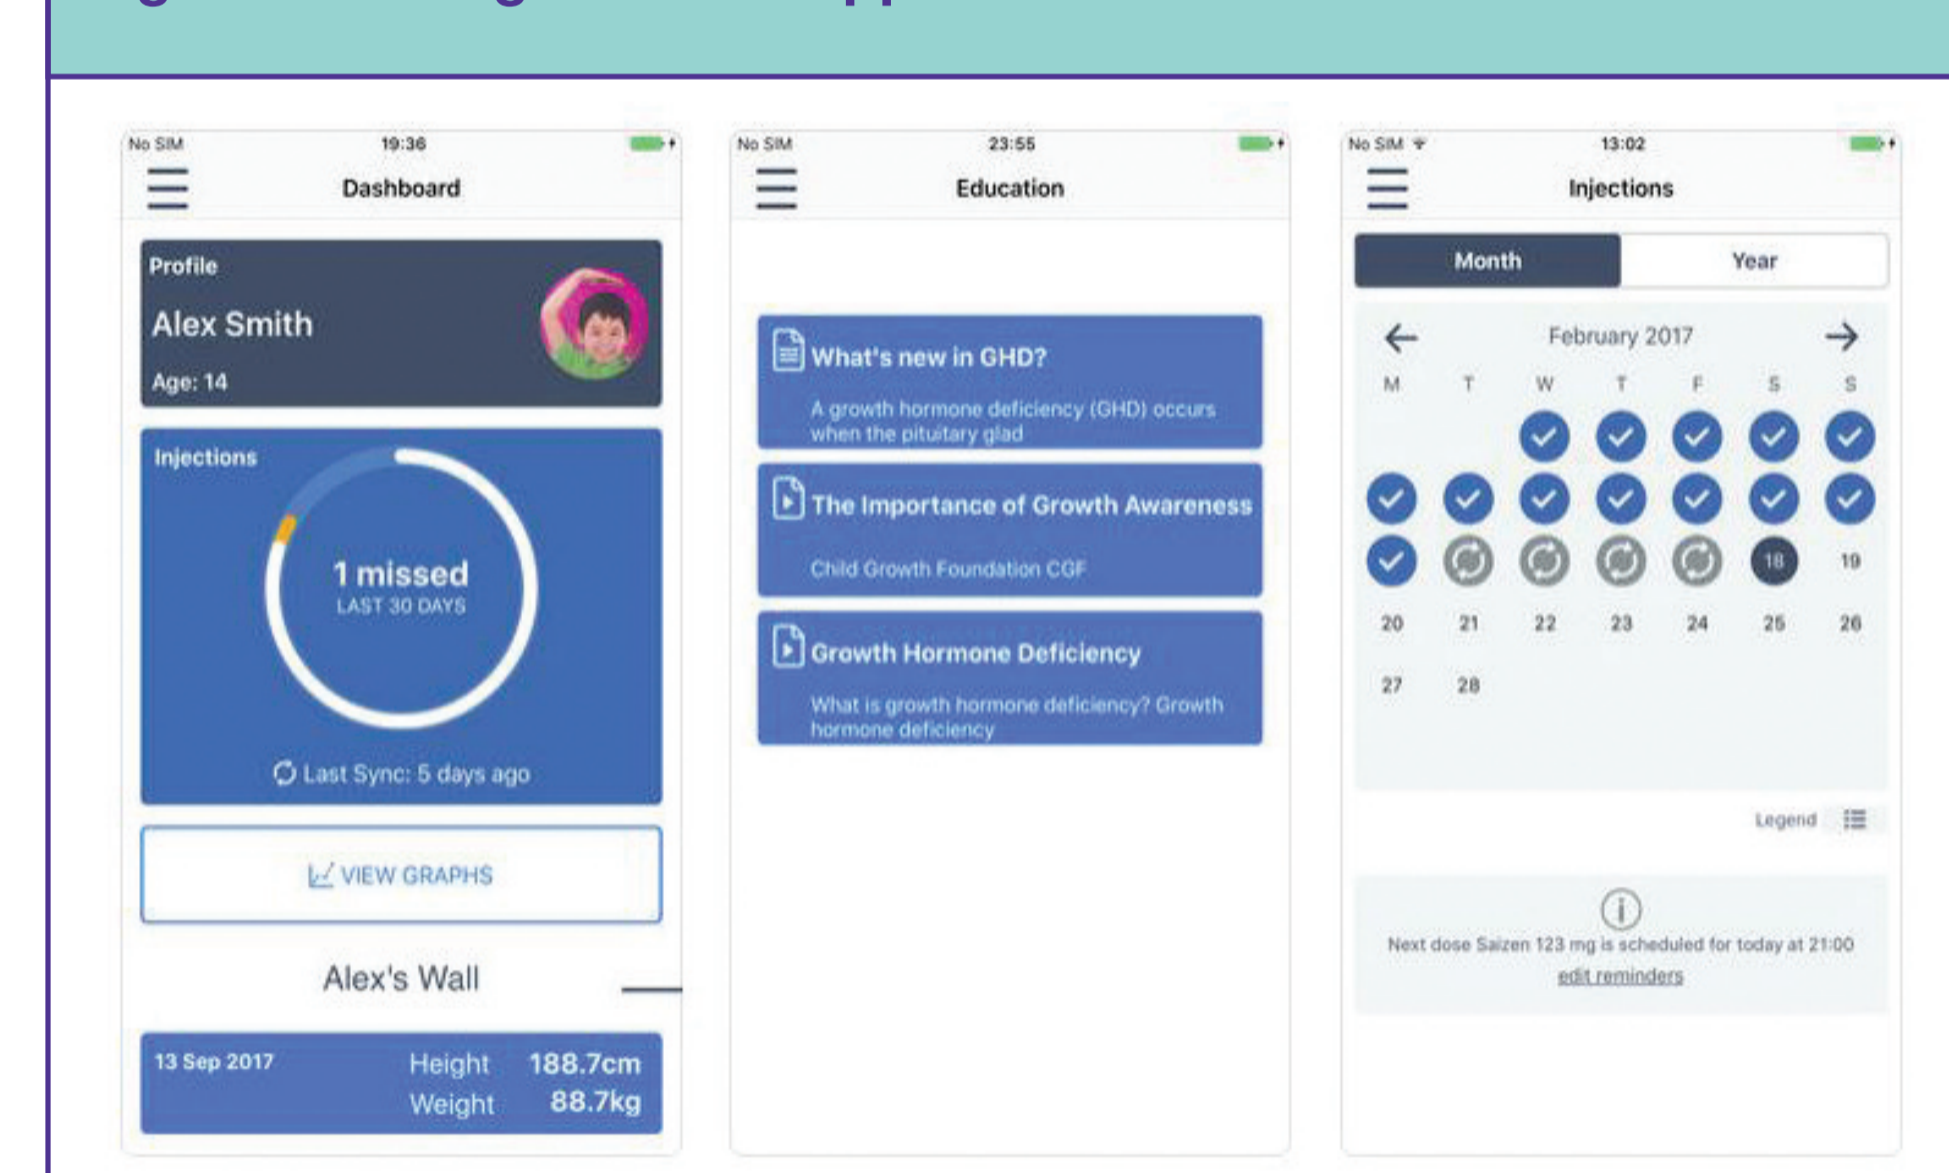 No SIM 19:36
Dashboard
Profile
Alex Smith
Age: 14
Injections
1 missed
LAST 30 DAYS
Last Sync: 5 days ago
VIEW GRAPHS
Alex's Wall
13 Sep 2017 Height 188.7cm
Weight 88.7kg
No SIM 23:55
Education
What's new in GHD?
A growth hormone deficiency (GHD) occurs
when the pituitary glad
The Importance of Growth Awareness
Child Growth Foundation CGF
Growth Hormone Deficiency
What is growth hormone deficiency? Growth
hormone deficiency
No SIM 13:02
Injections
Month Year
February 2017
M T W T F S S
18 19
20 21 22 23 24 25 26
27 28
Legend
Next dose Saizen 123 mg is scheduled for today at 21:00
edit reminders